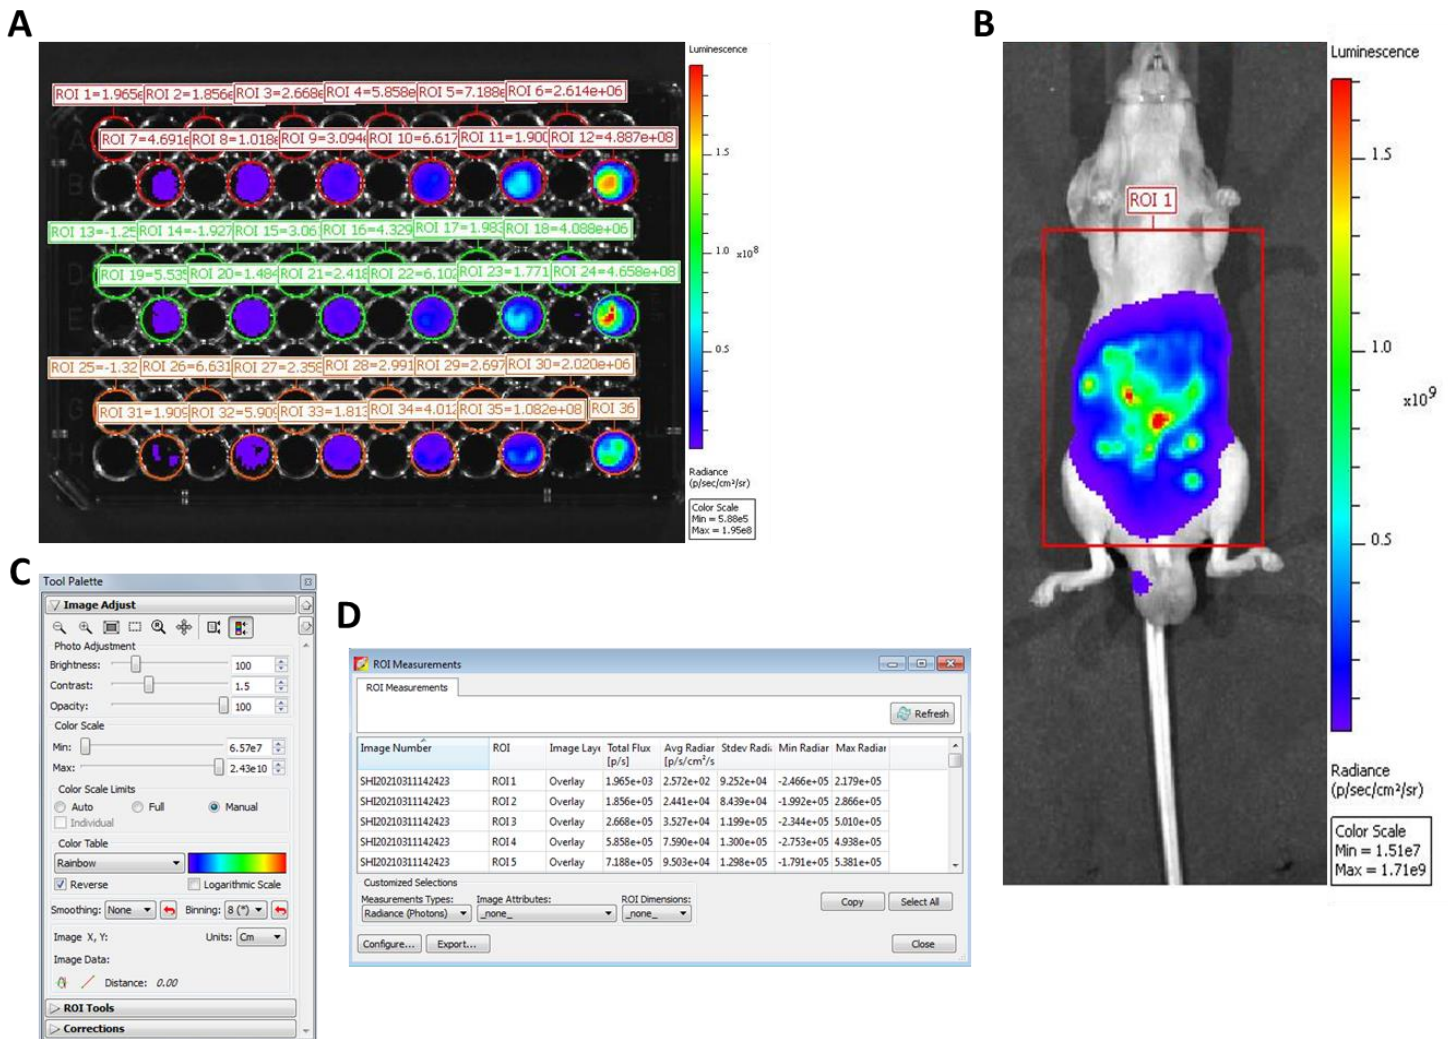 A
Luminescence
ROI 1=1.965e ROI 2=1.856e ROI 3=2.668e ROI 4=5.858e ROI 5=7.188e ROI 6=2.614e+06
ROI 7=4.691e ROI 8=1.018e ROI 9=3.094e ROI 10=6.617 ROI 11=1.900 ROI 12=4.887e+08
ROI 13=-1.25 ROI 14=-1.927 ROI 15=3.06 ROI 16=4.329 ROI 17=1.983 ROI 18=4.088e+06
ROI 19=5.535 ROI 20=1.484 ROI 21=2.418 ROI 22=6.102 ROI 23=1.771 ROI 24=4.658e+08
ROI 25=-1.32 ROI 26=6.631 ROI 27=2.358 ROI 28=2.991 ROI 29=2.697 ROI 30=2.020e+06
ROI 31=1.909 ROI 32=5.909 ROI 33=1.813 ROI 34=4.012 ROI 35=1.082e+08 ROI 36
1.5
1.0
x10⁸
0.5
Radiance
(p/sec/cm²/sr)
Color Scale
Min = 5.88e5
Max = 1.95e8
B
Luminescence
ROI 1
1.5
1.0
x10⁹
0.5
Radiance
(p/sec/cm²/sr)
Color Scale
Min = 1.51e7
Max = 1.71e9
C
Tool Palette
Image Adjust
Photo Adjustment
Brightness: 100
Contrast: 1.5
Opacity: 100
Color Scale
Min: 6.57e7
Max: 2.43e10
Color Scale Limits
Auto Full Manual
Individual
Color Table
Rainbow
Reverse Logarithmic Scale
Smoothing: None Binning: 8 (*)
Image X, Y: Units: Cm
Image Data:
Distance: 0.00
ROI Tools
Corrections
D
ROI Measurements
ROI Measurements
Refresh
Image Number ROI Image Laye Total Flux Avg Radian Stdev Radia Min Radian Max Radian
[p/s] [p/s/cm²/s
SHI20210311142423 ROI 1 Overlay 1.965e+03 2.572e+02 9.252e+04 -2.466e+05 2.179e+05
SHI20210311142423 ROI 2 Overlay 1.856e+05 2.441e+04 8.439e+04 -1.992e+05 2.866e+05
SHI20210311142423 ROI 3 Overlay 2.668e+05 3.527e+04 1.199e+05 -2.344e+05 5.010e+05
SHI20210311142423 ROI 4 Overlay 5.858e+05 7.590e+04 1.300e+05 -2.753e+05 4.938e+05
SHI20210311142423 ROI 5 Overlay 7.188e+05 9.503e+04 1.298e+05 -1.791e+05 5.381e+05
Customized Selections
Measurements Types: Image Attributes: ROI Dimensions:
Radiance (Photons) _none_ _none_
Copy Select All
Configure... Export... Close